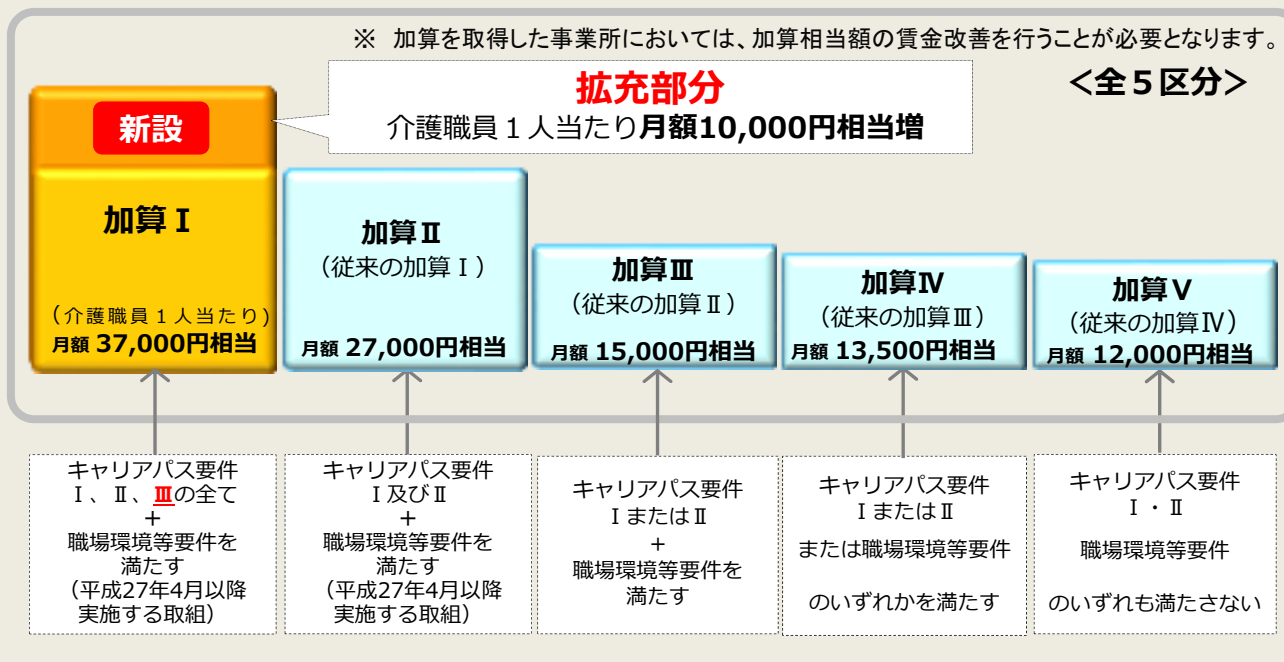 ※ 加算を取得した事業所においては、加算相当額の賃金改善を行うことが必要となります。
＜全５区分＞
拡充部分
介護職員１人当たり月額10,000円相当増
新設
加算Ⅰ
（介護職員１人当たり）
月額 37,000円相当
加算Ⅱ
（従来の加算Ⅰ）
月額 27,000円相当
加算Ⅲ
（従来の加算Ⅱ）
月額 15,000円相当
加算Ⅳ
（従来の加算Ⅲ）
月額 13,500円相当
加算Ⅴ
（従来の加算Ⅳ）
月額 12,000円相当
キャリアパス要件
Ⅰ、Ⅱ、Ⅲの全て
＋
職場環境等要件を
満たす
（平成27年4月以降
実施する取組）
キャリアパス要件
Ⅰ及びⅡ
＋
職場環境等要件を
満たす
（平成27年4月以降
実施する取組）
キャリアパス要件
ⅠまたはⅡ
＋
職場環境等要件を
満たす
キャリアパス要件
ⅠまたはⅡ
または職場環境等要件
のいずれかを満たす
キャリアパス要件
Ⅰ・Ⅱ
職場環境等要件
のいずれも満たさない